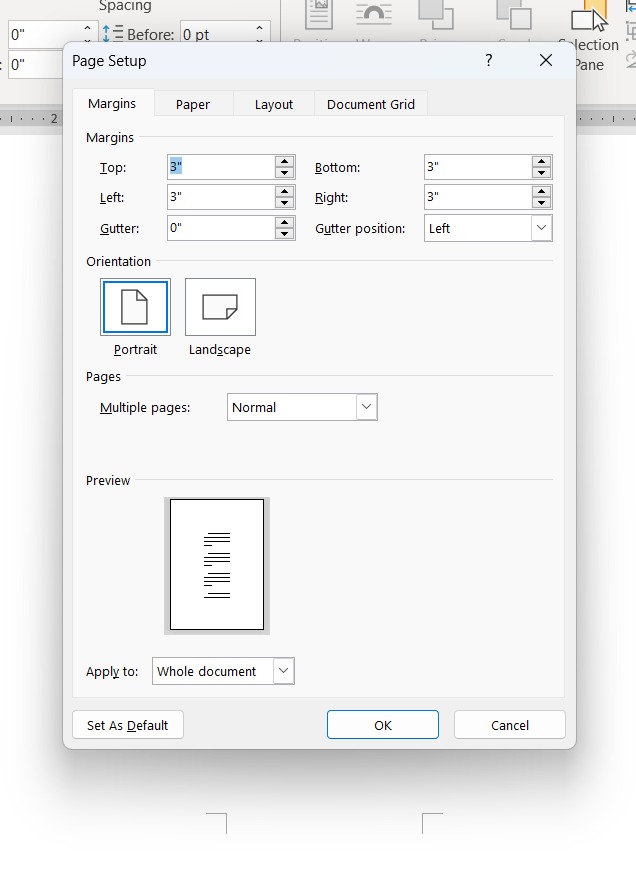 Spacing
0"
Before:
0 pt
Selection
: 0"
Pane
Page Setup
?
Margins
Paper
Layout
Document Grid
2
Margins
Top:
3"
Bottom:
3"
Left:
3"
Right:
3"
Gutter:
0"
Gutter position:
Left
Orientation
Portrait
Landscape
Pages
Multiple pages:
Normal
Preview
Apply to:
Whole document
Set As Default
OK
Cancel